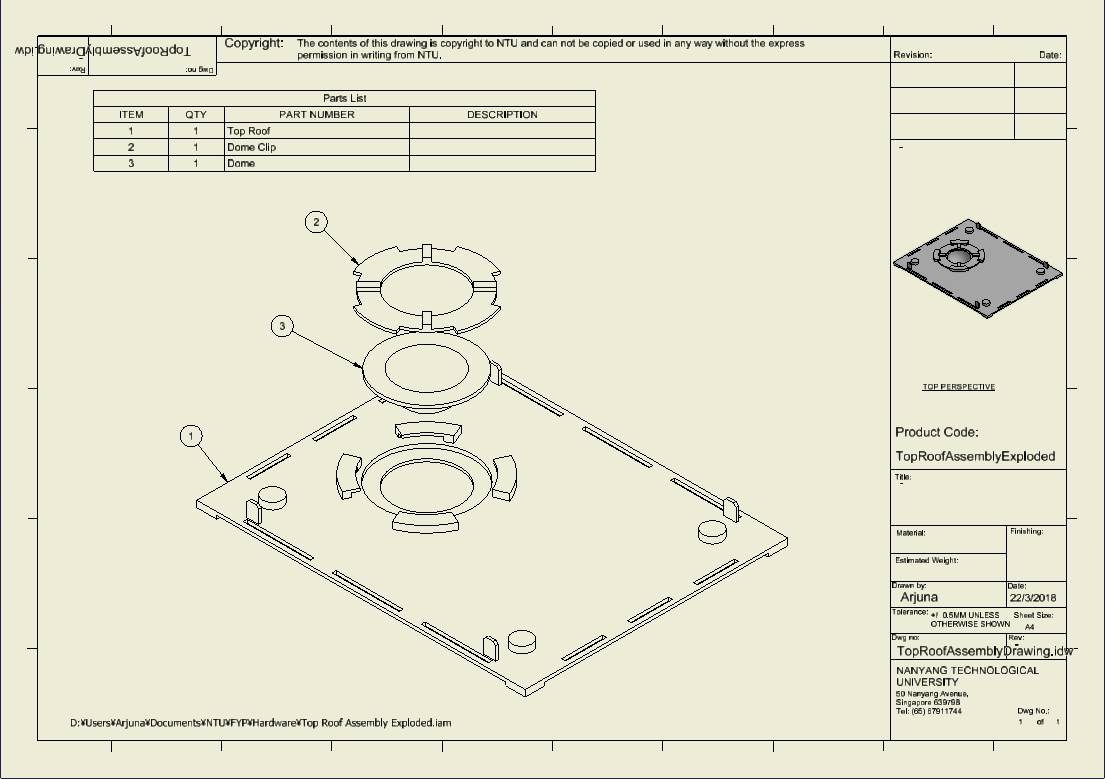 TopRoofAssemblyDrawing.idw
Dwg no:
Rev:
Copyright: The contents of this drawing is copyright to NTU and can not be copied or used in any way without the express
permission in writing from NTU.
Revision: Date:
Parts List
ITEM QTY PART NUMBER DESCRIPTION
1 1 Top Roof
2 1 Dome Clip
3 1 Dome
2
3
1
TOP PERSPECTIVE
Product Code:
TopRoofAssemblyExploded
Title:
-
Material: Finishing:
Estimated Weight:
Drawn by: Date:
Arjuna 22/3/2018
Tolerance: +/ 0.5MM UNLESS Sheet Size:
OTHERWISE SHOWN A4
Dwg no: Rev:
TopRoofAssemblyDrawing.idw -
NANYANG TECHNOLOGICAL
UNIVERSITY
50 Nanyang Avenue,
Singapore 639798
Tel: (65) 67911744
Dwg No.:
1 of 1
D:¥Users¥Arjuna¥Documents¥NTU¥FYP¥Hardware¥Top Roof Assembly Exploded.iam